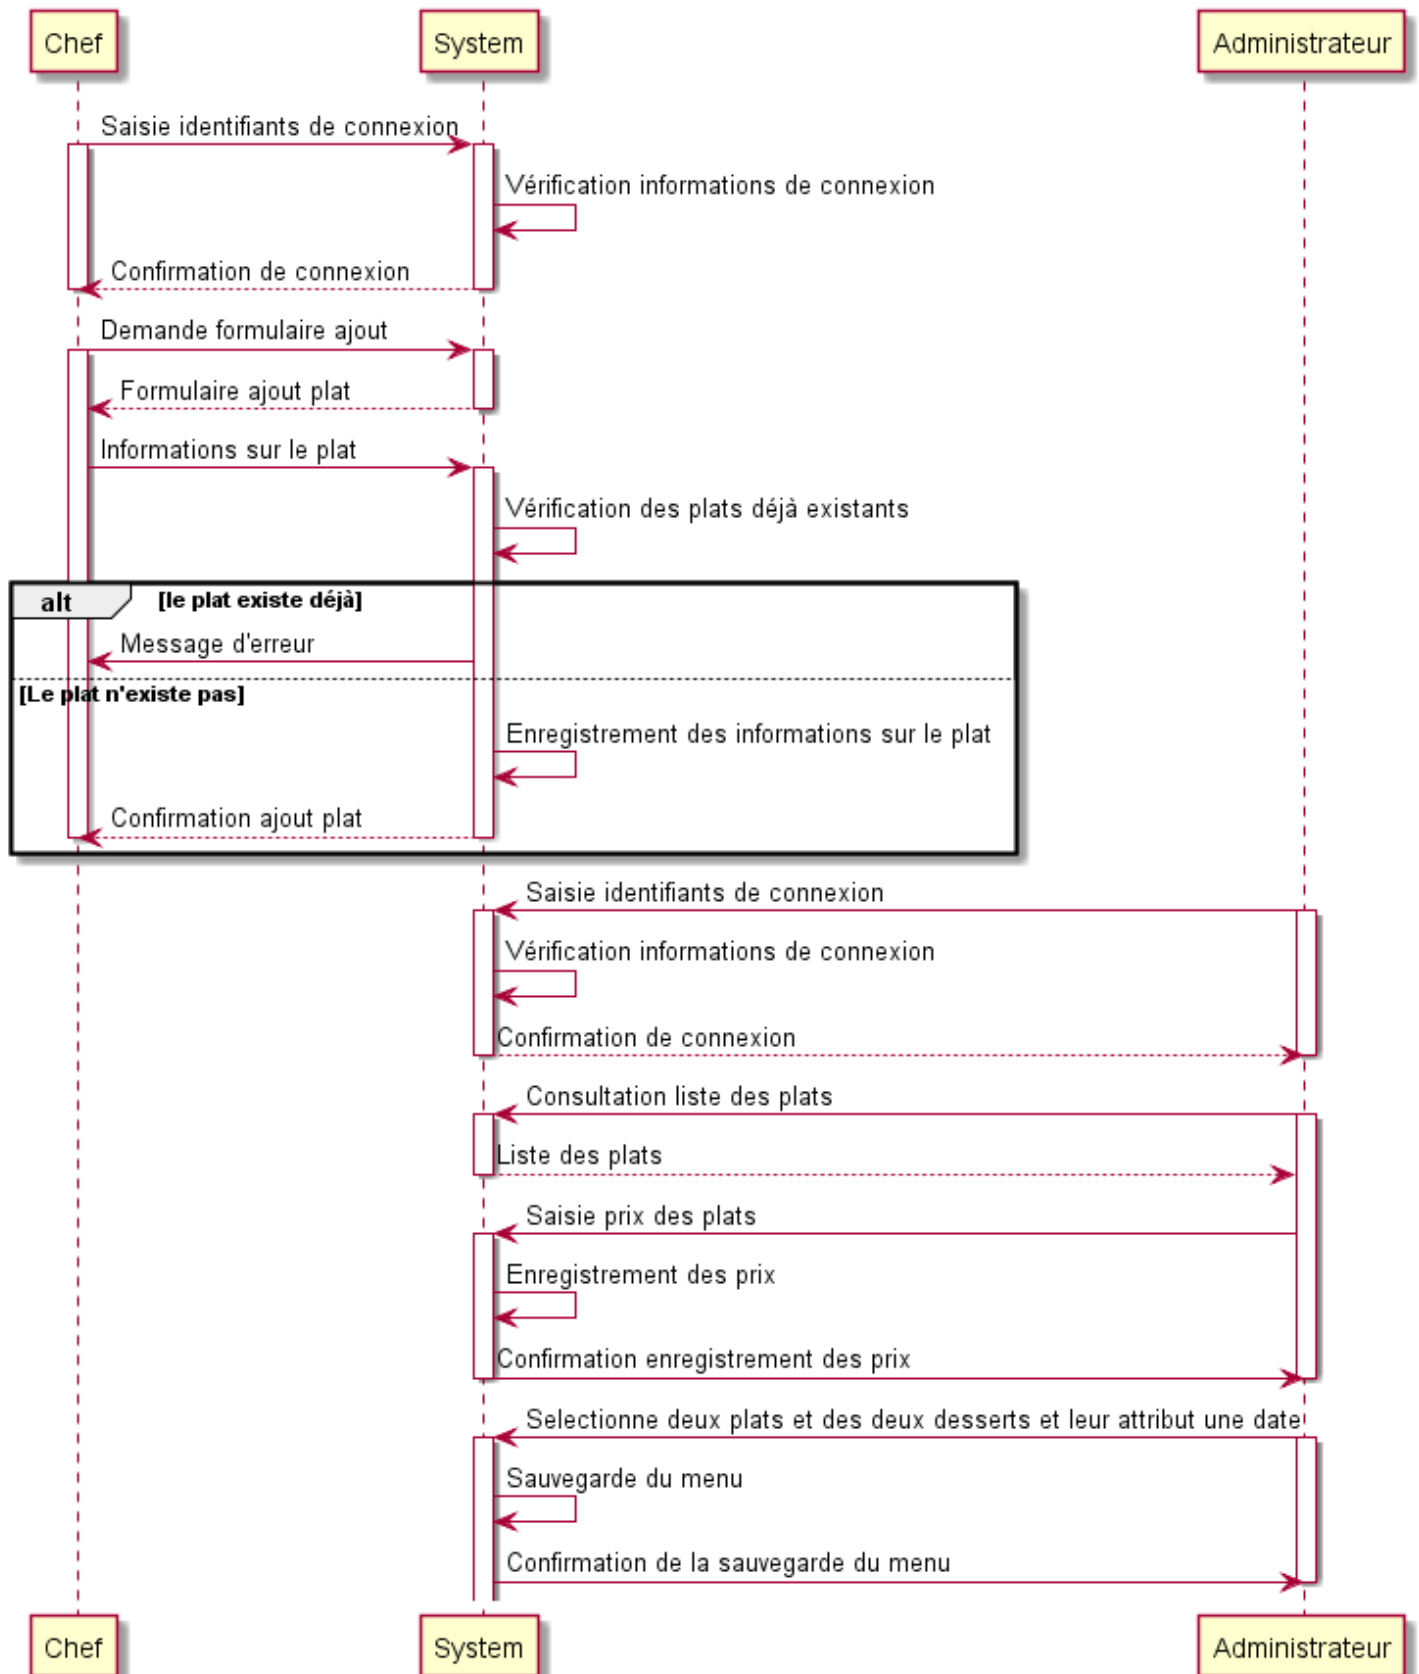 Chef
System
Administrateur
Saisie identifiants de connexion
Vérification informations de connexion
Confirmation de connexion
Demande formulaire ajout
Formulaire ajout plat
Informations sur le plat
Vérification des plats déjà existants
alt
[le plat existe déjà]
Message d'erreur
[Le plat n'existe pas]
Enregistrement des informations sur le plat
Confirmation ajout plat
Saisie identifiants de connexion
Vérification informations de connexion
Confirmation de connexion
Consultation liste des plats
Liste des plats
Saisie prix des plats
Enregistrement des prix
Confirmation enregistrement des prix
Selectionne deux plats et des deux desserts et leur attribut une date
Sauvegarde du menu
Confirmation de la sauvegarde du menu
Chef
System
Administrateur